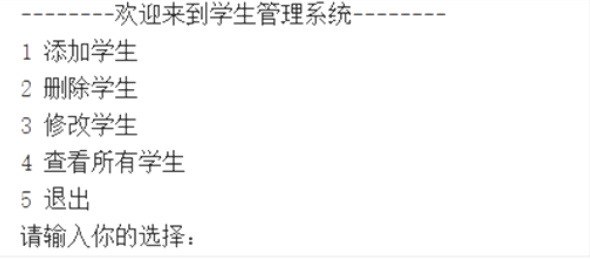 --------欢迎来到学生管理系统--------
1 添加学生
2 删除学生
3 修改学生
4 查看所有学生
5 退出
请输入你的选择：